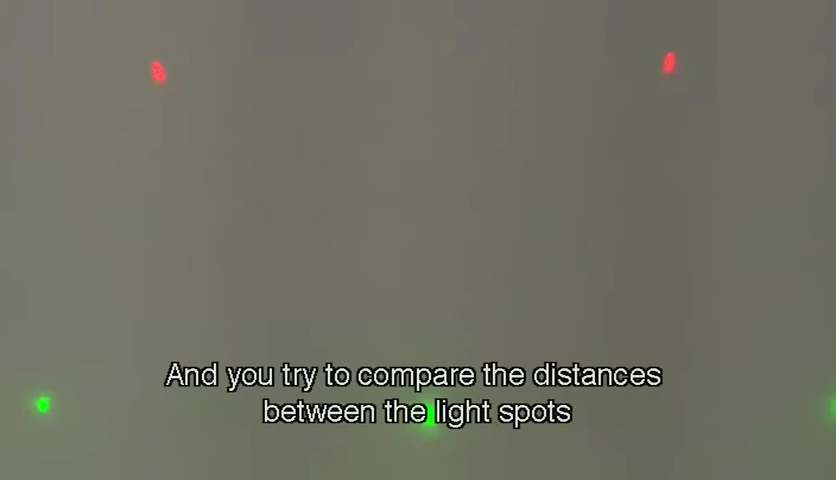 And you try to compare the distances
between the light spots